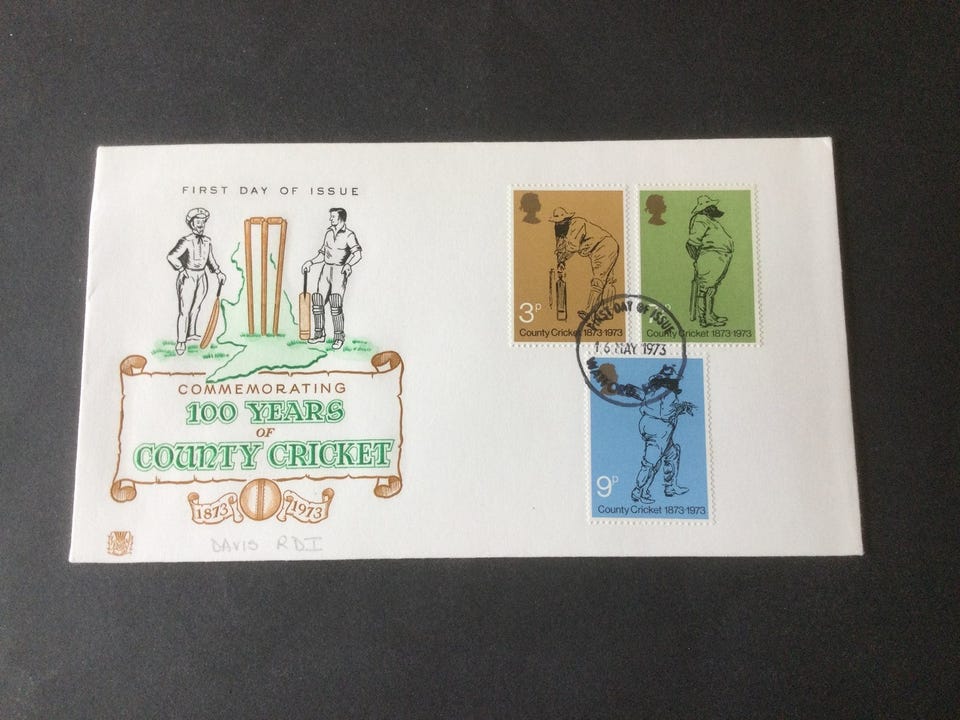 FIRST DAY OF ISSUE
COMMEMORATING
100 YEARS
OF
COUNTY CRICKET
1873 1973
DAVIS R.D.I
3p
County Cricket 1873-1973
County Cricket 1873-1973
FIRST DAY OF ISSUE
16 MAY 1973
9p
County Cricket 1873-1973